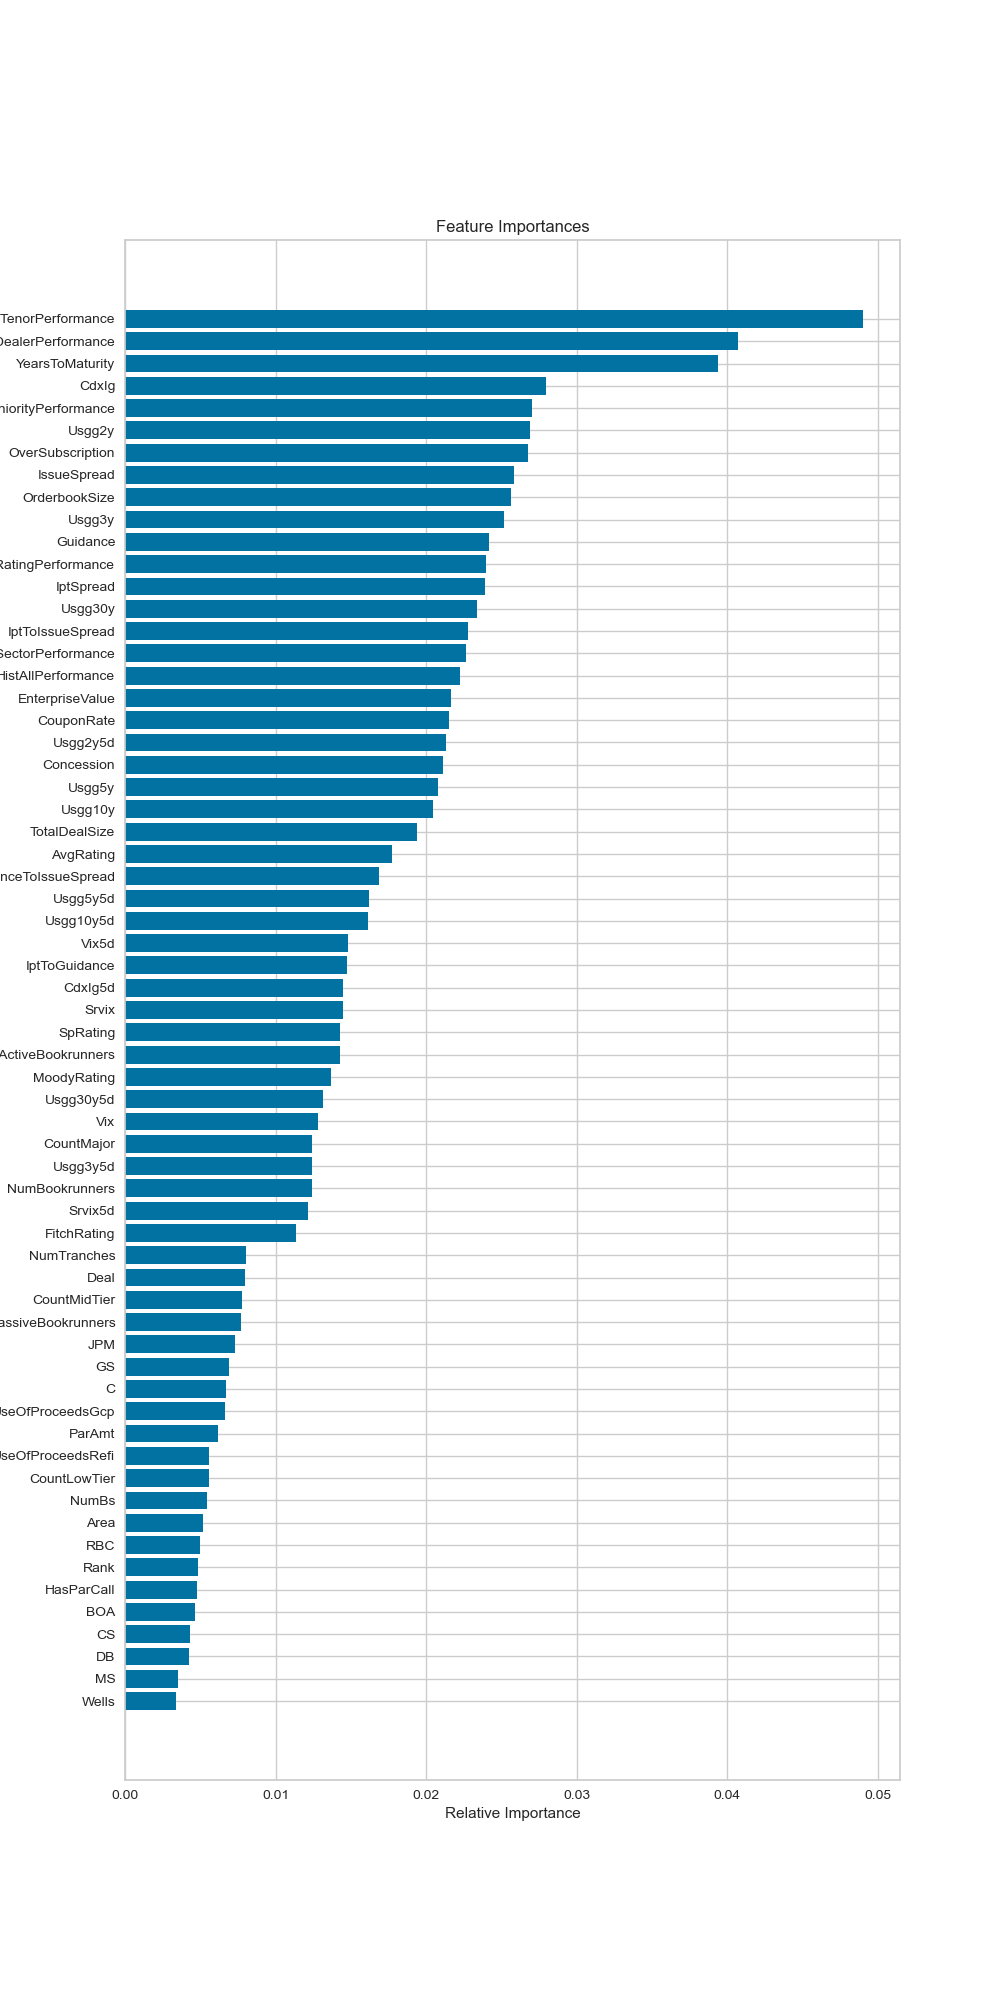 Feature Importances
TenorPerformance
DealerPerformance
YearsToMaturity
CdxIg
niorityPerformance
Usgg2y
OverSubscription
IssueSpread
OrderbookSize
Usgg3y
Guidance
RatingPerformance
IptSpread
Usgg30y
IptToIssueSpread
SectorPerformance
HistAllPerformance
EnterpriseValue
CouponRate
Usgg2y5d
Concession
Usgg5y
Usgg10y
TotalDealSize
AvgRating
nceToIssueSpread
Usgg5y5d
Usgg10y5d
Vix5d
IptToGuidance
CdxIg5d
Srvix
SpRating
ActiveBookrunners
MoodyRating
Usgg30y5d
Vix
CountMajor
Usgg3y5d
NumBookrunners
Srvix5d
FitchRating
NumTranches
Deal
CountMidTier
assiveBookrunners
JPM
GS
C
UseOfProceedsGcp
ParAmt
UseOfProceedsRefi
CountLowTier
NumBs
Area
RBC
Rank
HasParCall
BOA
CS
DB
MS
Wells
0.00 0.01 0.02 0.03 0.04 0.05
Relative Importance